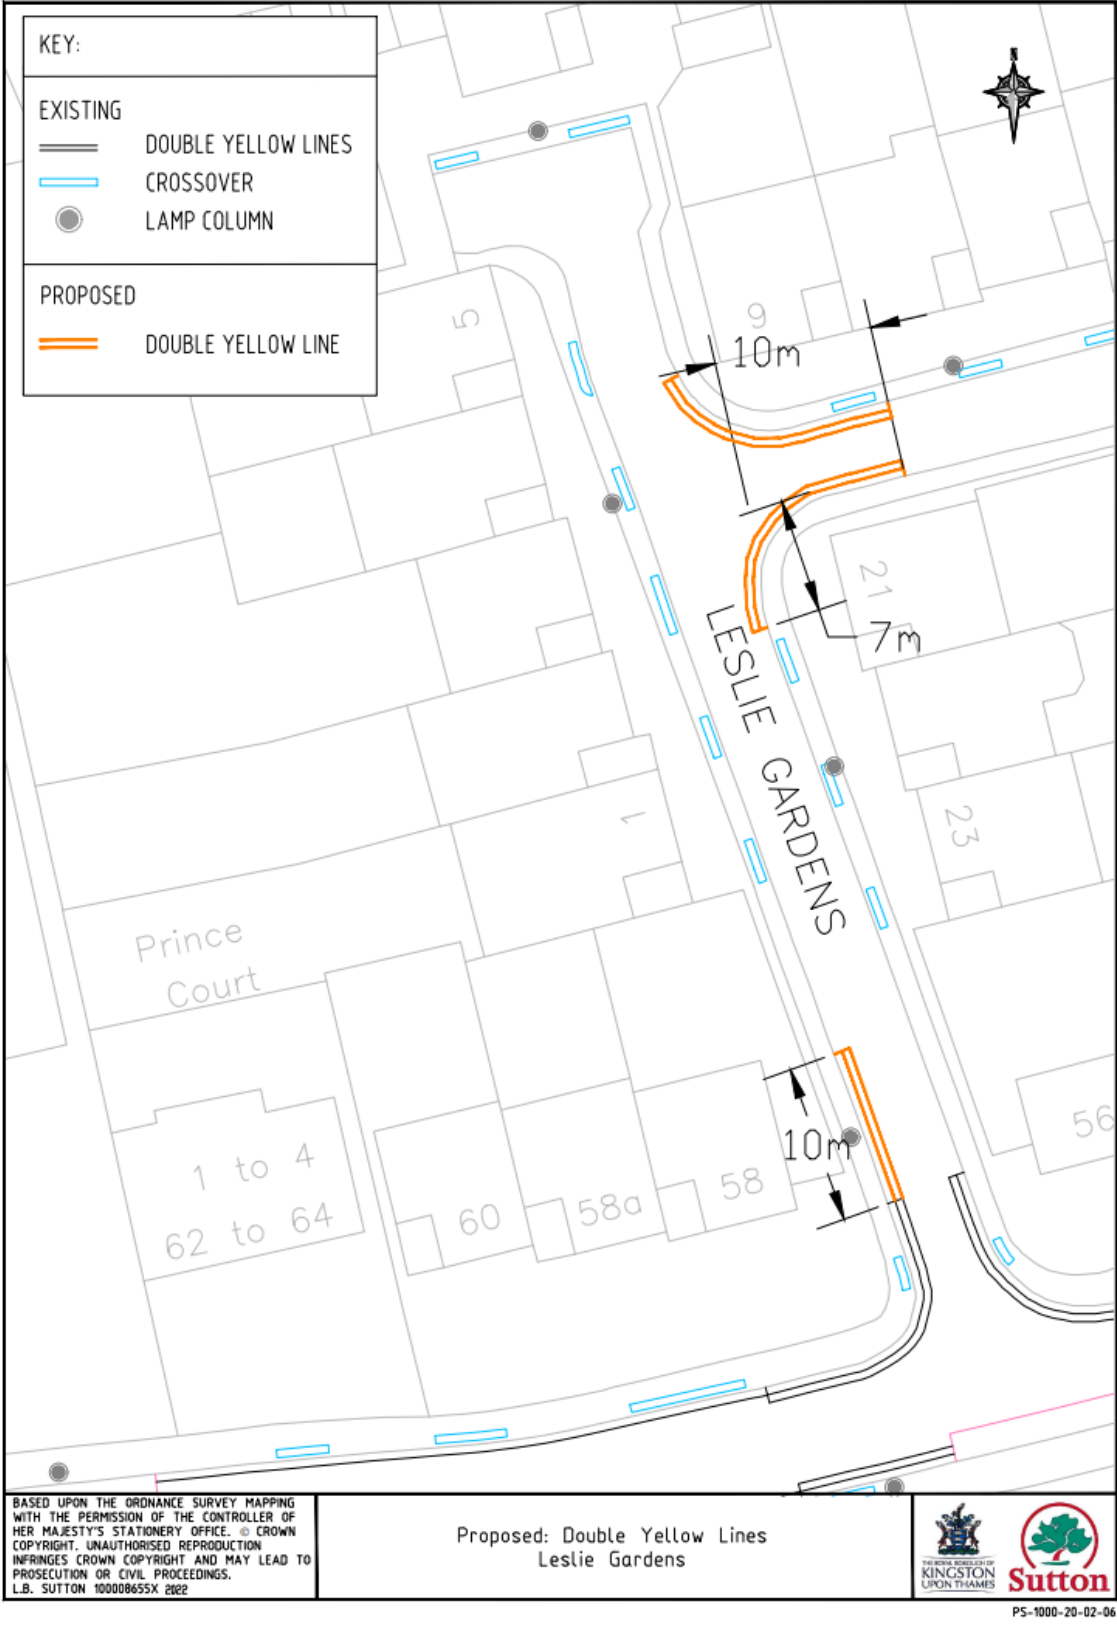 KEY:
EXISTING
DOUBLE YELLOW LINES
CROSSOVER
LAMP COLUMN
PROPOSED
DOUBLE YELLOW LINE
N
5
9
10m
21
7m
LESLIE GARDENS
1
23
Prince
Court
10m
56
1 to 4
62 to 64
60
58a
58
BASED UPON THE ORDNANCE SURVEY MAPPING
WITH THE PERMISSION OF THE CONTROLLER OF
HER MAJESTY'S STATIONERY OFFICE. © CROWN
COPYRIGHT. UNAUTHORISED REPRODUCTION
INFRINGES CROWN COPYRIGHT AND MAY LEAD TO
PROSECUTION OR CIVIL PROCEEDINGS.
L.B. SUTTON 100008655X 2022
Proposed: Double Yellow Lines
Leslie Gardens
THE ROYAL BOROUGH OF
KINGSTON
UPON THAMES
Sutton
PS-1000-20-02-06